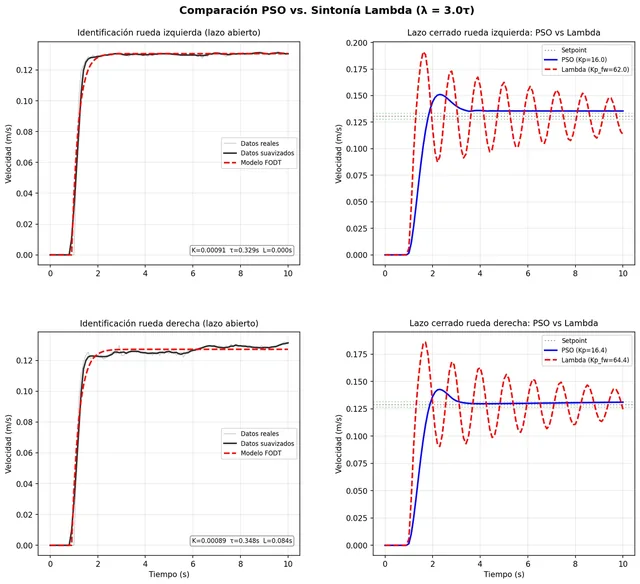 Comparación PSO vs. Sintonía Lambda (λ = 3.0τ)
Identificación rueda izquierda (lazo abierto)
Velocidad (m/s)
0.12
0.10
0.08
0.06
0.04
0.02
0.00
Datos reales
Datos suavizados
Modelo FODT
K=0.00091 τ=0.329s L=0.000s
0 2 4 6 8 10
Lazo cerrado rueda izquierda: PSO vs Lambda
Velocidad (m/s)
0.200
0.175
0.150
0.125
0.100
0.075
0.050
0.025
0.000
Setpoint
PSO (Kp=16.0)
Lambda (Kp_fw=62.0)
0 2 4 6 8 10
Identificación rueda derecha (lazo abierto)
Velocidad (m/s)
0.12
0.10
0.08
0.06
0.04
0.02
0.00
Datos reales
Datos suavizados
Modelo FODT
K=0.00089 τ=0.348s L=0.084s
0 2 4 6 8 10
Tiempo (s)
Lazo cerrado rueda derecha: PSO vs Lambda
Velocidad (m/s)
0.175
0.150
0.125
0.100
0.075
0.050
0.025
0.000
Setpoint
PSO (Kp=16.4)
Lambda (Kp_fw=64.4)
0 2 4 6 8 10
Tiempo (s)